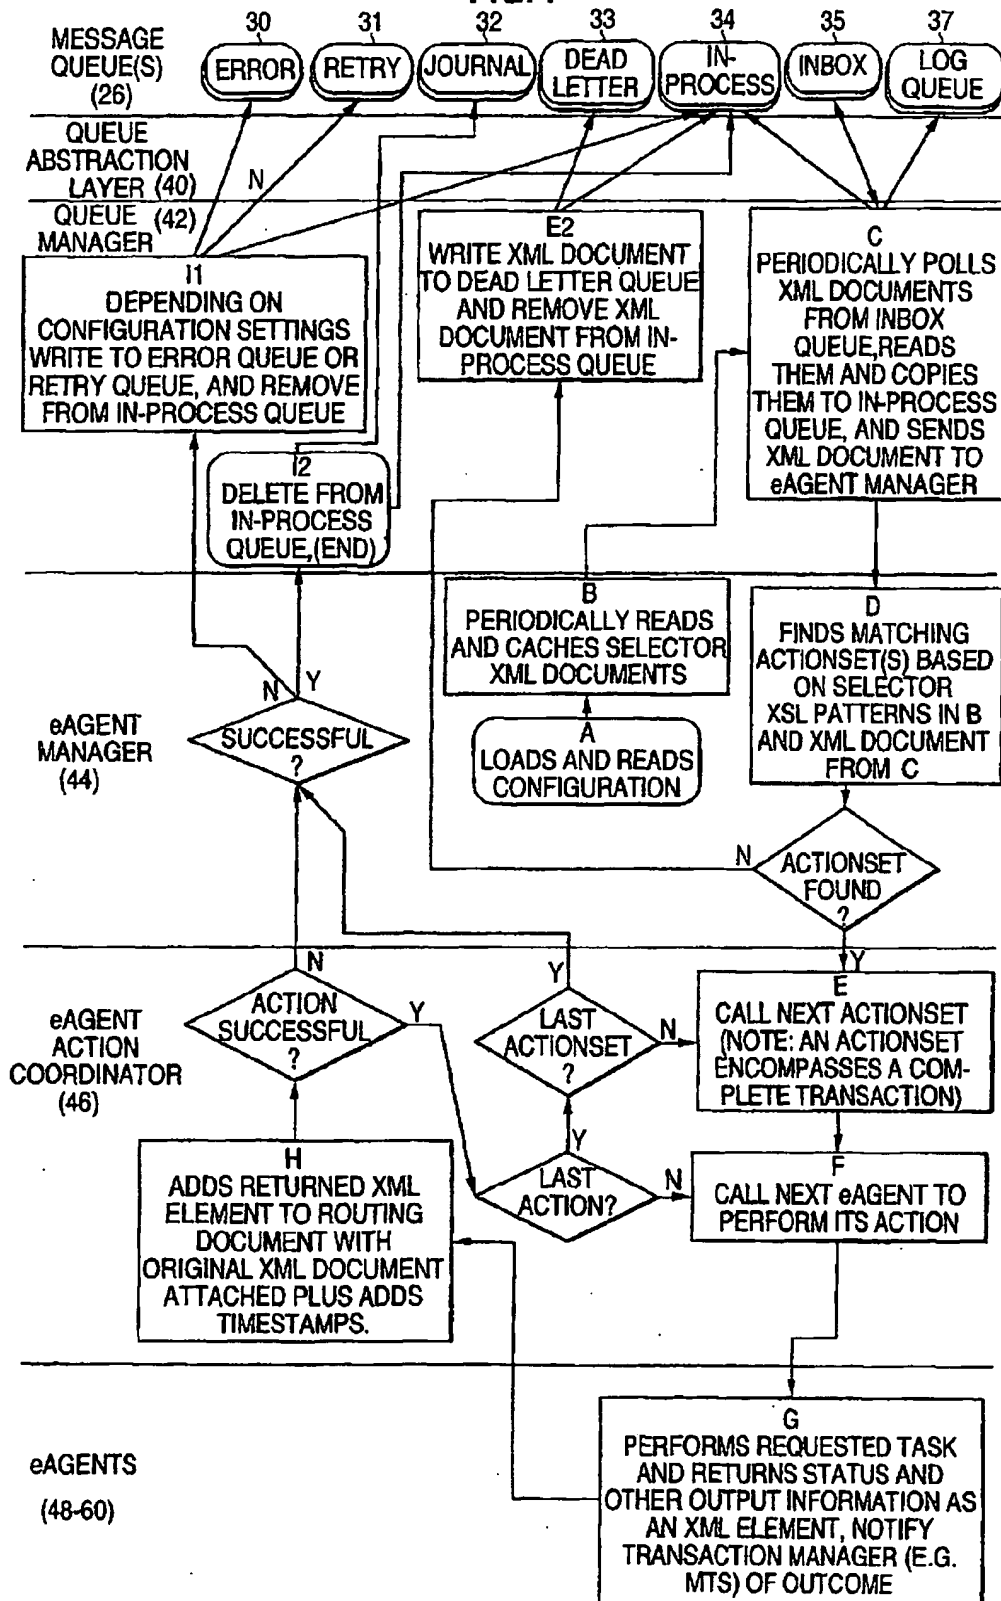 30 31 32 33 34 35 37
MESSAGE
QUEUE(S)
(26)
ERROR
RETRY
JOURNAL
DEAD
LETTER
IN-
PROCESS
INBOX
LOG
QUEUE
QUEUE
ABSTRACTION
LAYER (40)
N
QUEUE (42)
MANAGER
I1
DEPENDING ON
CONFIGURATION SETTINGS
WRITE TO ERROR QUEUE OR
RETRY QUEUE, AND REMOVE
FROM IN-PROCESS QUEUE
E2
WRITE XML DOCUMENT
TO DEAD LETTER QUEUE
AND REMOVE XML
DOCUMENT FROM IN-
PROCESS QUEUE
C
PERIODICALLY POLLS
XML DOCUMENTS
FROM INBOX
QUEUE,READS
THEM AND COPIES
THEM TO IN-PROCESS
QUEUE, AND SENDS
XML DOCUMENT TO
eAGENT MANAGER
I2
DELETE FROM
IN-PROCESS
QUEUE,(END)
B
PERIODICALLY READS
AND CACHES SELECTOR
XML DOCUMENTS
D
FINDS MATCHING
ACTIONSET(S) BASED
ON SELECTOR
XSL PATTERNS IN B
AND XML DOCUMENT
FROM C
N Y
eAGENT
MANAGER
(44)
SUCCESSFUL
?
A
LOADS AND READS
CONFIGURATION
N
ACTIONSET
FOUND
?
Y
N
Y
eAGENT
ACTION
COORDINATOR
(46)
ACTION
SUCCESSFUL
?
Y
LAST
ACTIONSET
?
N
E
CALL NEXT ACTIONSET
(NOTE: AN ACTIONSET
ENCOMPASSES A COM-
PLETE TRANSACTION)
Y
H
ADDS RETURNED XML
ELEMENT TO ROUTING
DOCUMENT WITH
ORIGINAL XML DOCUMENT
ATTACHED PLUS ADDS
TIMESTAMPS.
LAST
ACTION?
N
F
CALL NEXT eAGENT TO
PERFORM ITS ACTION
eAGENTS
(48-60)
G
PERFORMS REQUESTED TASK
AND RETURNS STATUS AND
OTHER OUTPUT INFORMATION AS
AN XML ELEMENT, NOTIFY
TRANSACTION MANAGER (E.G.
MTS) OF OUTCOME